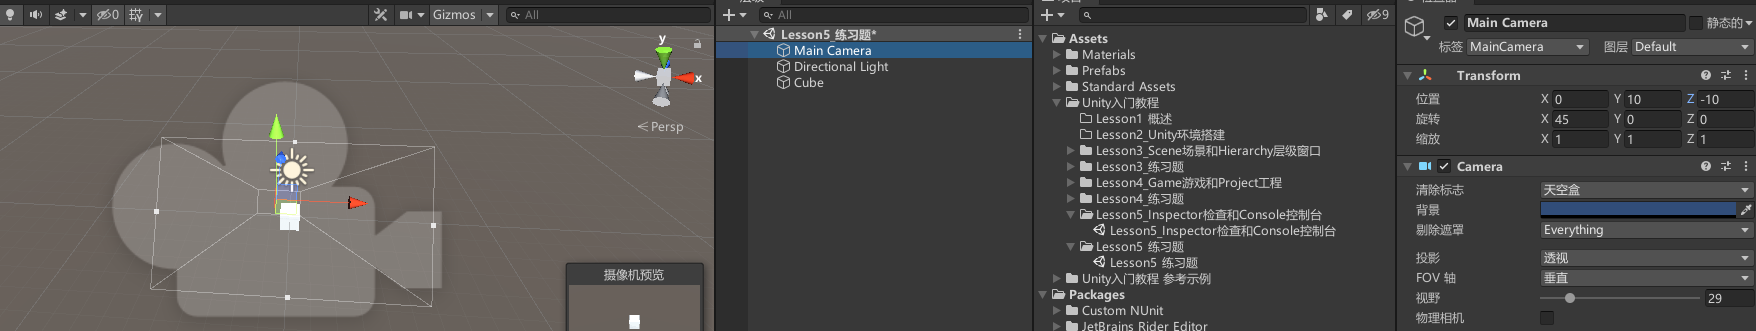 0
Gizmos
All
y
x
Persp
摄像机预览
All
Lesson5_练习题*
Main Camera
Directional Light
Cube
9
Assets
Materials
Prefabs
Standard Assets
Unity入门教程
Lesson1 概述
Lesson2_Unity环境搭建
Lesson3_Scene场景和Hierarchy层级窗口
Lesson3_练习题
Lesson4_Game游戏和Project工程
Lesson4_练习题
Lesson5_Inspector检查和Console控制台
Lesson5_Inspector检查和Console控制台
Lesson5 练习题
Lesson5 练习题
Unity入门教程 参考示例
Packages
Custom NUnit
JetBrains Rider Editor
Main Camera
静态的
标签 MainCamera 图层 Default
Transform
位置 X 0 Y 10 Z -10
旋转 X 45 Y 0 Z 0
缩放 X 1 Y 1 Z 1
Camera
清除标志 天空盒
背景
剔除遮罩 Everything
投影 透视
FOV 轴 垂直
视野 29
物理相机